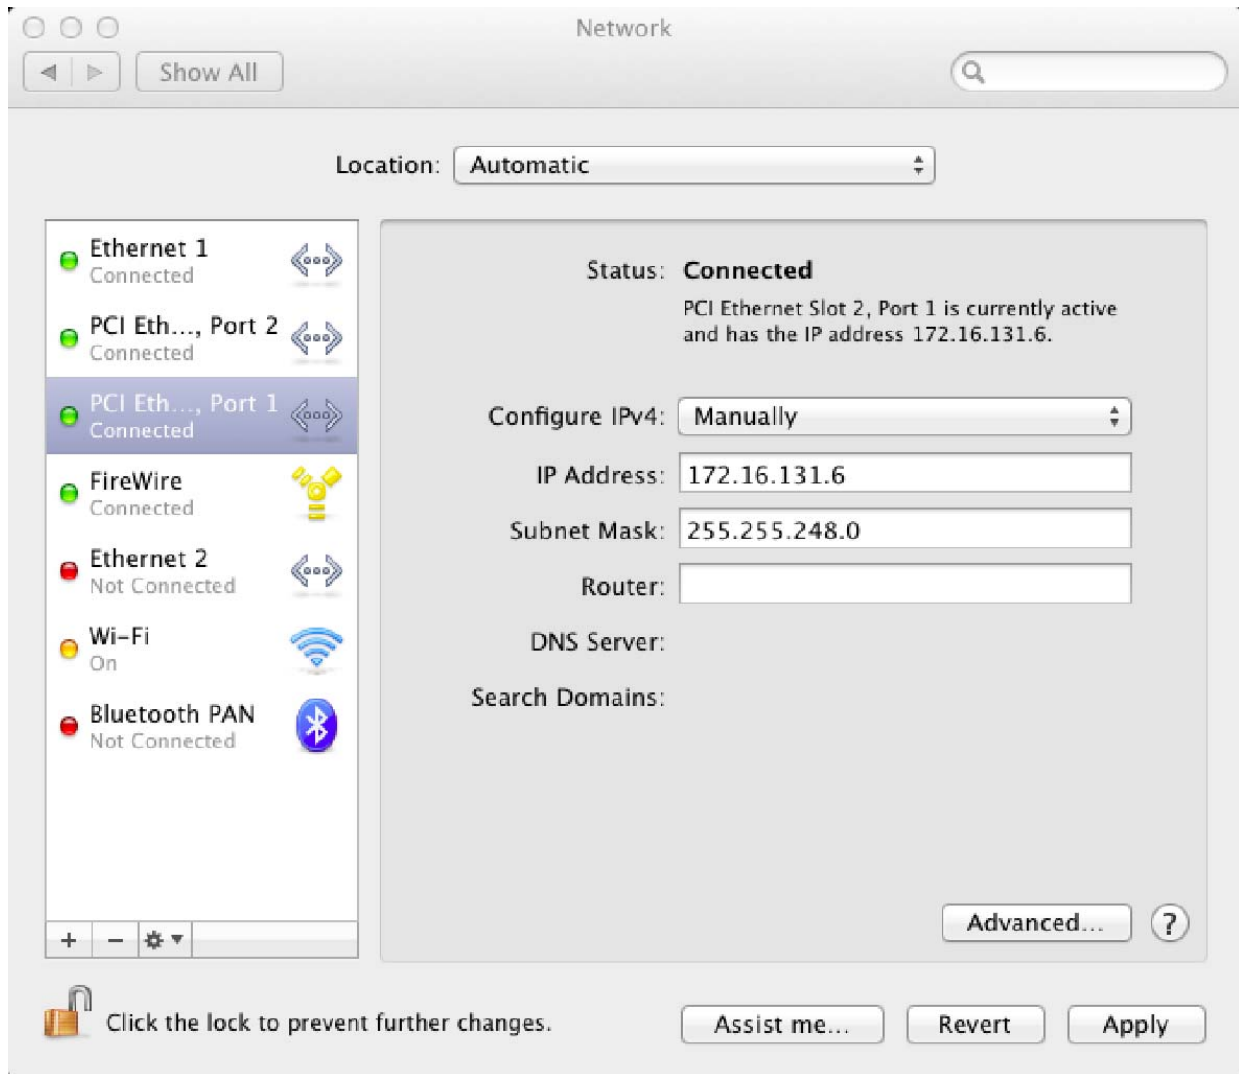 Network
Show All
Location: Automatic
Ethernet 1
Connected
PCI Eth..., Port 2
Connected
PCI Eth..., Port 1
Connected
FireWire
Connected
Ethernet 2
Not Connected
Wi-Fi
On
Bluetooth PAN
Not Connected
Status: Connected
PCI Ethernet Slot 2, Port 1 is currently active
and has the IP address 172.16.131.6.
Configure IPv4: Manually
IP Address: 172.16.131.6
Subnet Mask: 255.255.248.0
Router:
DNS Server:
Search Domains:
Advanced... ?
Click the lock to prevent further changes.
Assist me... Revert Apply